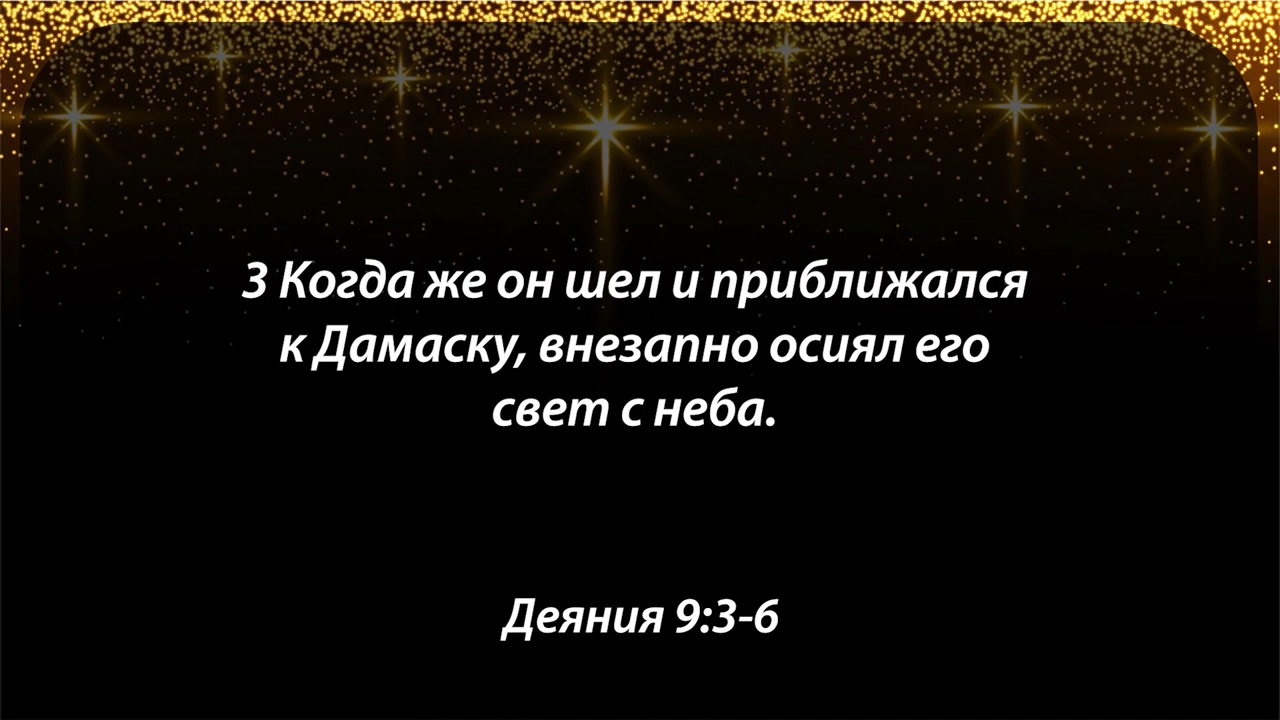 3 Когда же он шел и приближался
к Дамаску, внезапно осиял его
свет с неба.
Деяния 9:3-6